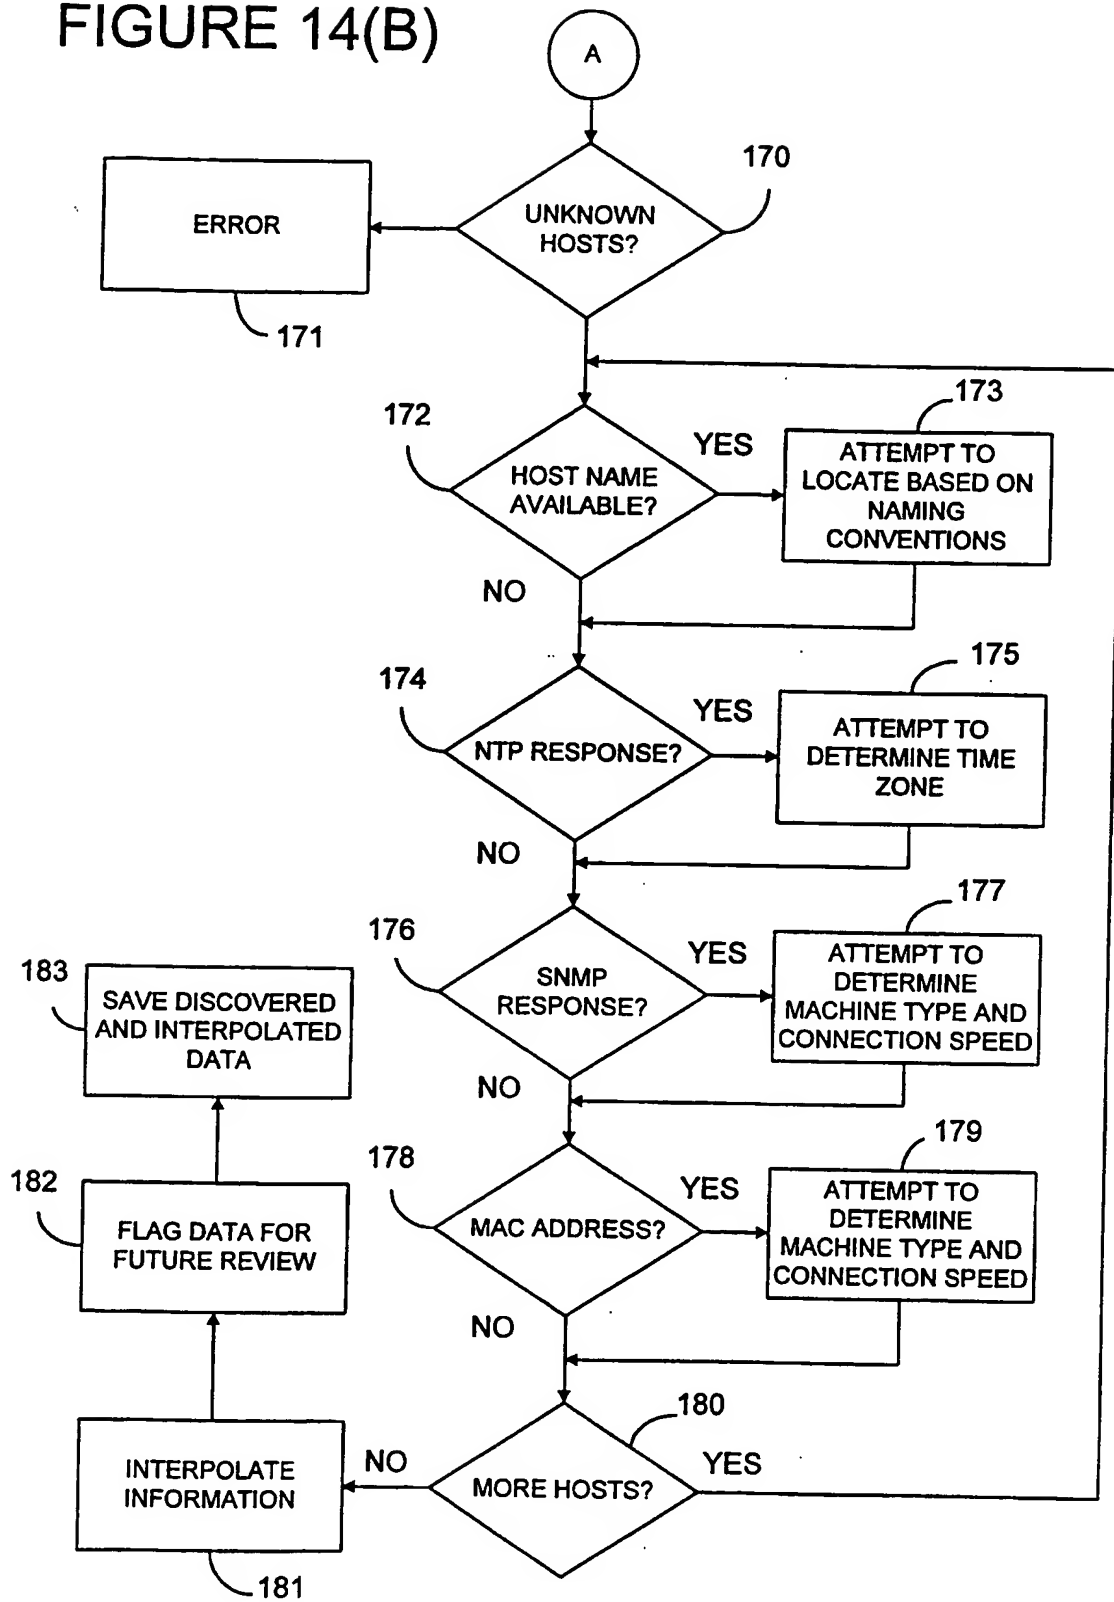 FIGURE 14(B)
A
170
UNKNOWN
HOSTS?
ERROR
171
172
HOST NAME
AVAILABLE?
YES
173
ATTEMPT TO
LOCATE BASED ON
NAMING
CONVENTIONS
NO
174
NTP RESPONSE?
YES
175
ATTEMPT TO
DETERMINE TIME
ZONE
NO
176
SNMP
RESPONSE?
YES
177
ATTEMPT TO
DETERMINE
MACHINE TYPE AND
CONNECTION SPEED
NO
178
MAC ADDRESS?
YES
179
ATTEMPT TO
DETERMINE
MACHINE TYPE AND
CONNECTION SPEED
NO
180
MORE HOSTS?
YES
NO
INTERPOLATE
INFORMATION
181
182
FLAG DATA FOR
FUTURE REVIEW
183
SAVE DISCOVERED
AND INTERPOLATED
DATA